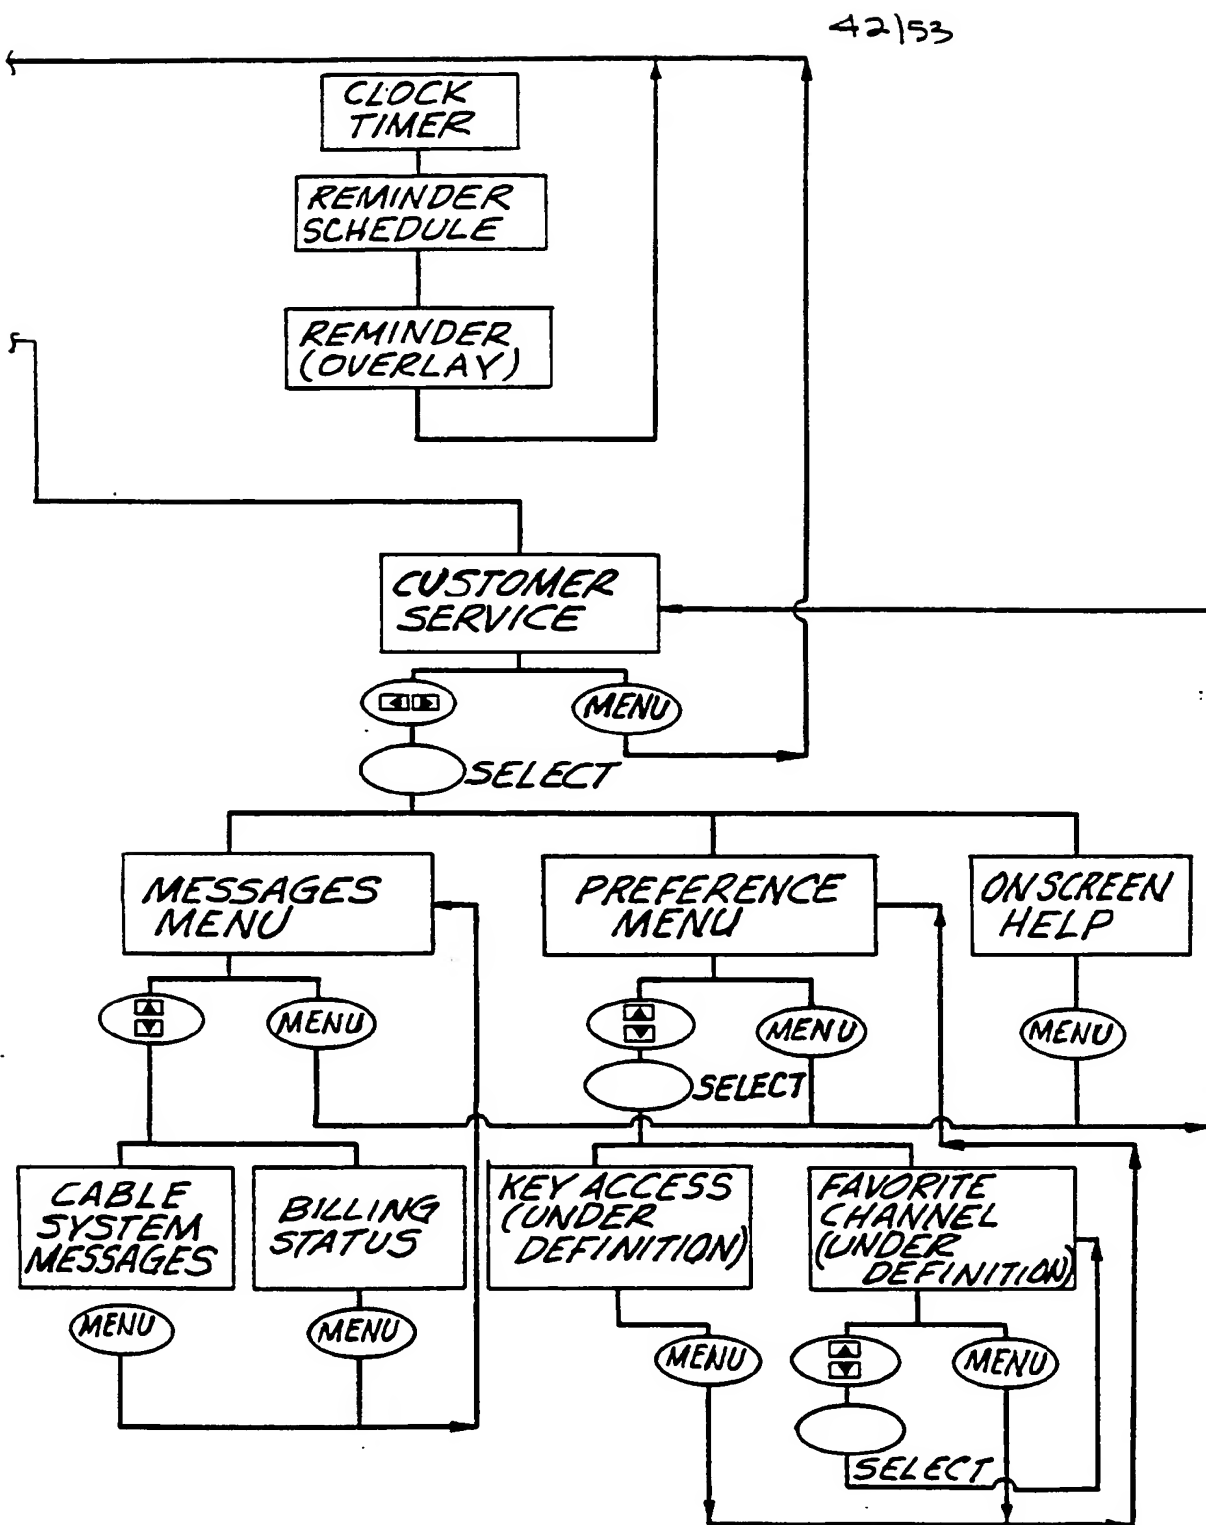 42/53
CLOCK
TIMER
REMINDER
SCHEDULE
REMINDER
(OVERLAY)
CUSTOMER
SERVICE
MENU
SELECT
MESSAGES
MENU
PREFERENCE
MENU
ON SCREEN
HELP
MENU
MENU
MENU
SELECT
CABLE
SYSTEM
MESSAGES
BILLING
STATUS
KEY ACCESS
(UNDER
DEFINITION)
FAVORITE
CHANNEL
(UNDER
DEFINITION)
MENU
MENU
MENU
MENU
SELECT